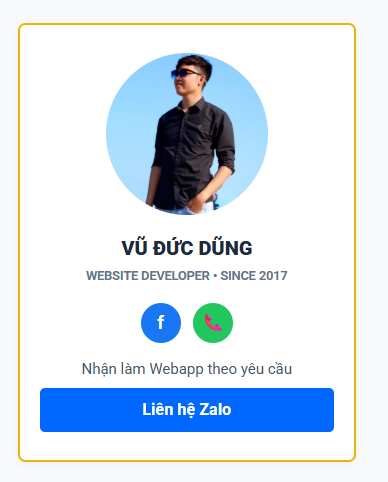 VŨ ĐỨC DŨNG
WEBSITE DEVELOPER • SINCE 2017
f
Nhận làm Webapp theo yêu cầu
Liên hệ Zalo